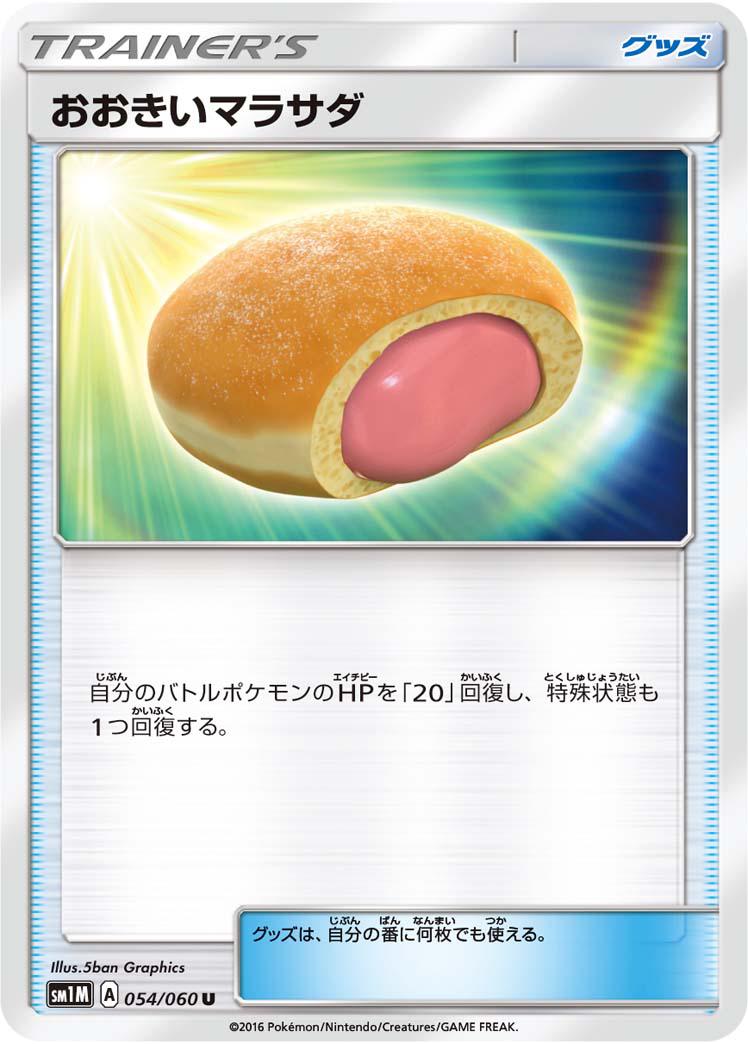 TRAINER'S
グッズ
おおきいマラサダ
じぶん エイチピー かいふく とくしゅじょうたい
自分のバトルポケモンのHPを「20」回復し、特殊状態も
かいふく
1つ回復する。
じぶん ばん なんまい つか
グッズは、自分の番に何枚でも使える。
Illus.5ban Graphics
SM1M A 054/060 U
©2016 Pokémon/Nintendo/Creatures/GAME FREAK.